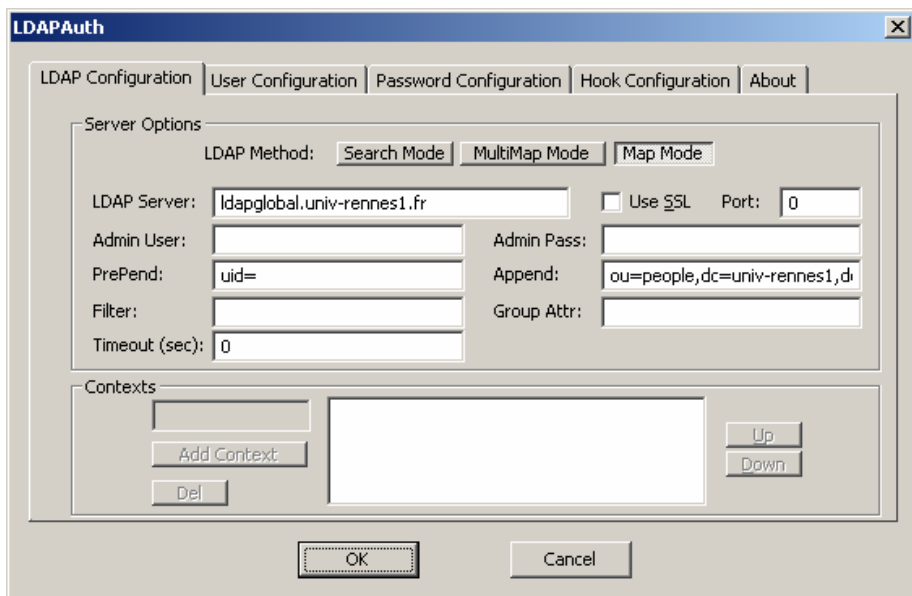 LDAPAuth
LDAP Configuration User Configuration Password Configuration Hook Configuration About
Server Options
LDAP Method: Search Mode MultiMap Mode Map Mode
LDAP Server: ldapglobal.univ-rennes1.fr Use SSL Port: 0
Admin User: Admin Pass:
PrePend: uid= Append: ou=people,dc=univ-rennes1,d
Filter: Group Attr:
Timeout (sec): 0
Contexts
Add Context Up
Down
Del
OK Cancel